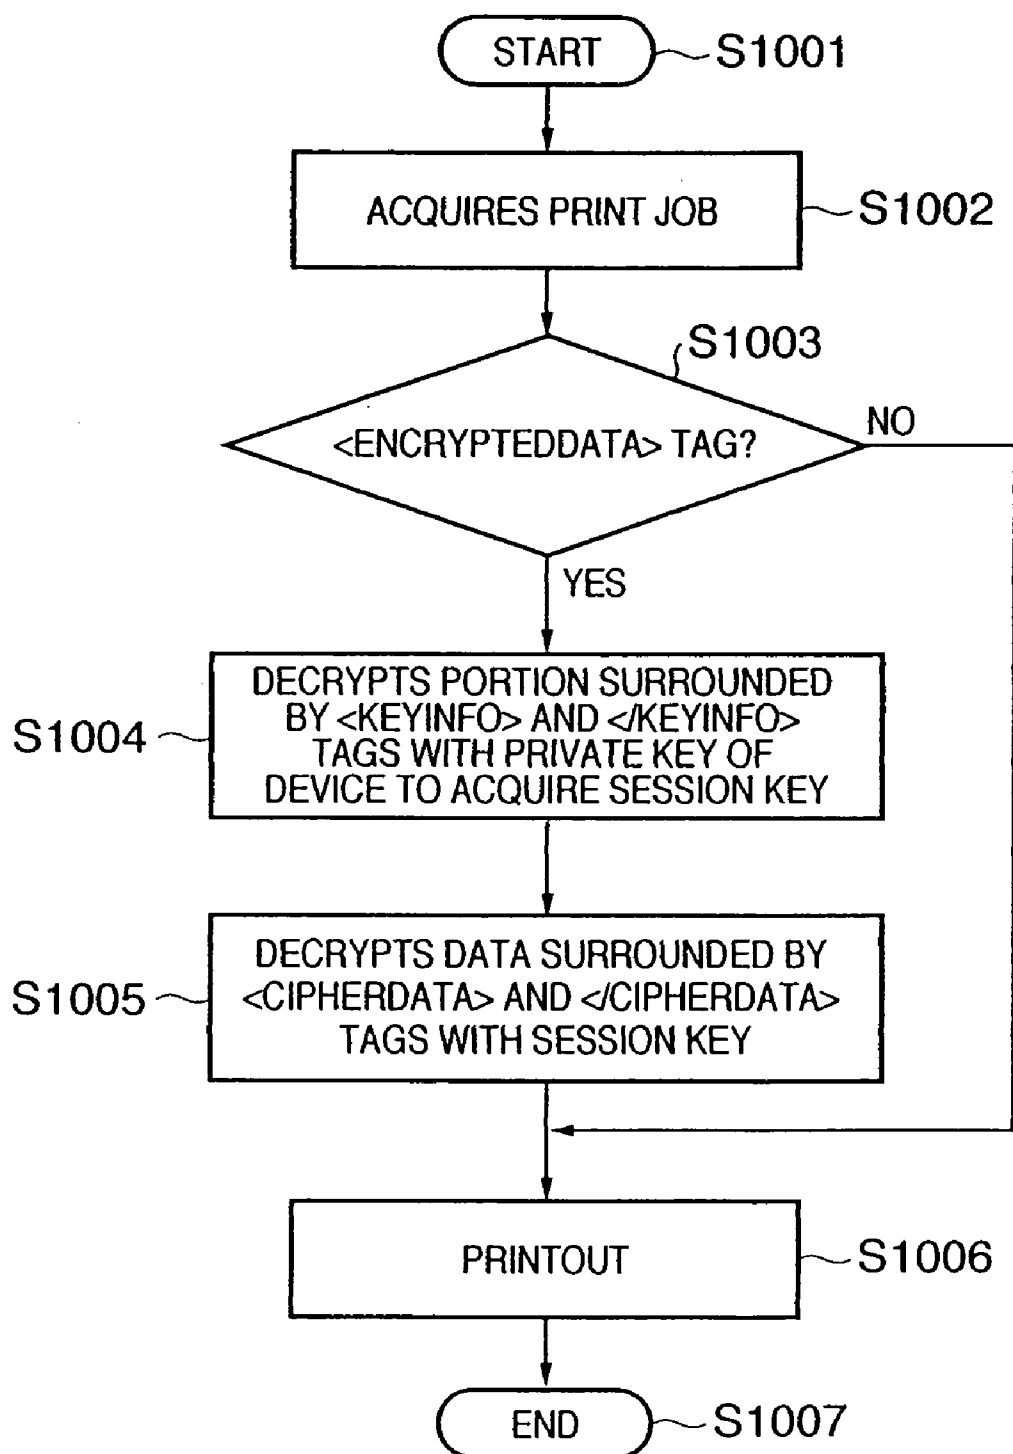 START
S1001
ACQUIRES PRINT JOB
S1002
S1003
<ENCRYPTEDDATA> TAG?
NO
YES
DECRYPTS PORTION SURROUNDED
BY <KEYINFO> AND </KEYINFO>
TAGS WITH PRIVATE KEY OF
DEVICE TO ACQUIRE SESSION KEY
S1004
DECRYPTS DATA SURROUNDED BY
<CIPHERDATA> AND </CIPHERDATA>
TAGS WITH SESSION KEY
S1005
PRINTOUT
S1006
END
S1007